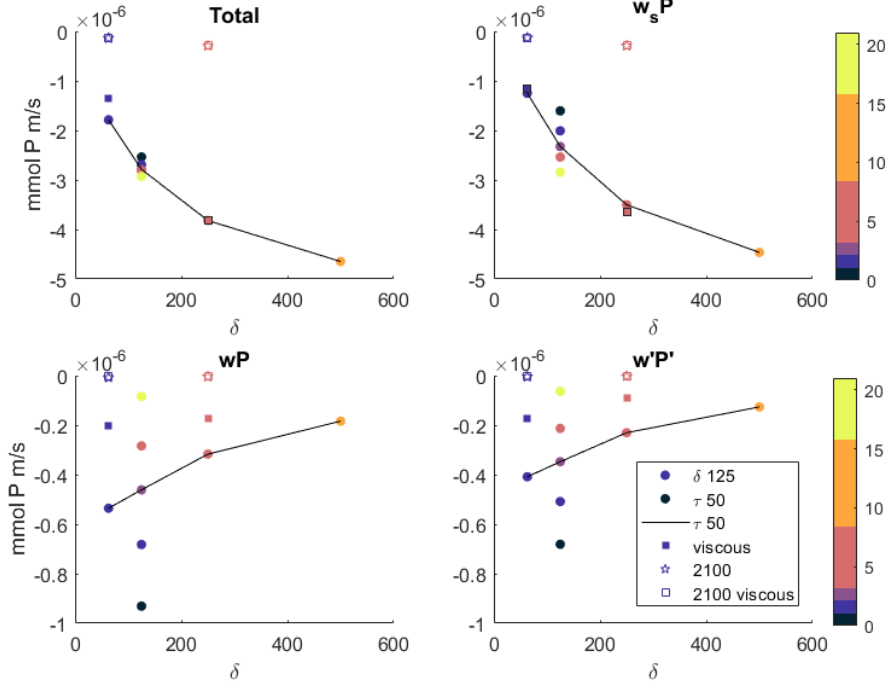 ×10⁻⁶ Total
0
-1
-2
-3
-4
-5
mmol P m/s
0 200 400 600
δ
×10⁻⁶ wₛP
0
-1
-2
-3
-4
-5
0 200 400 600
δ
20
15
10
5
0
×10⁻⁶ wP
0
-0.2
-0.4
-0.6
-0.8
-1
mmol P m/s
0 200 400 600
δ
×10⁻⁶ w'P'
0
-0.2
-0.4
-0.6
-0.8
-1
0 200 400 600
δ
δ 125
τ 50
τ 50
viscous
2100
2100 viscous
20
15
10
5
0